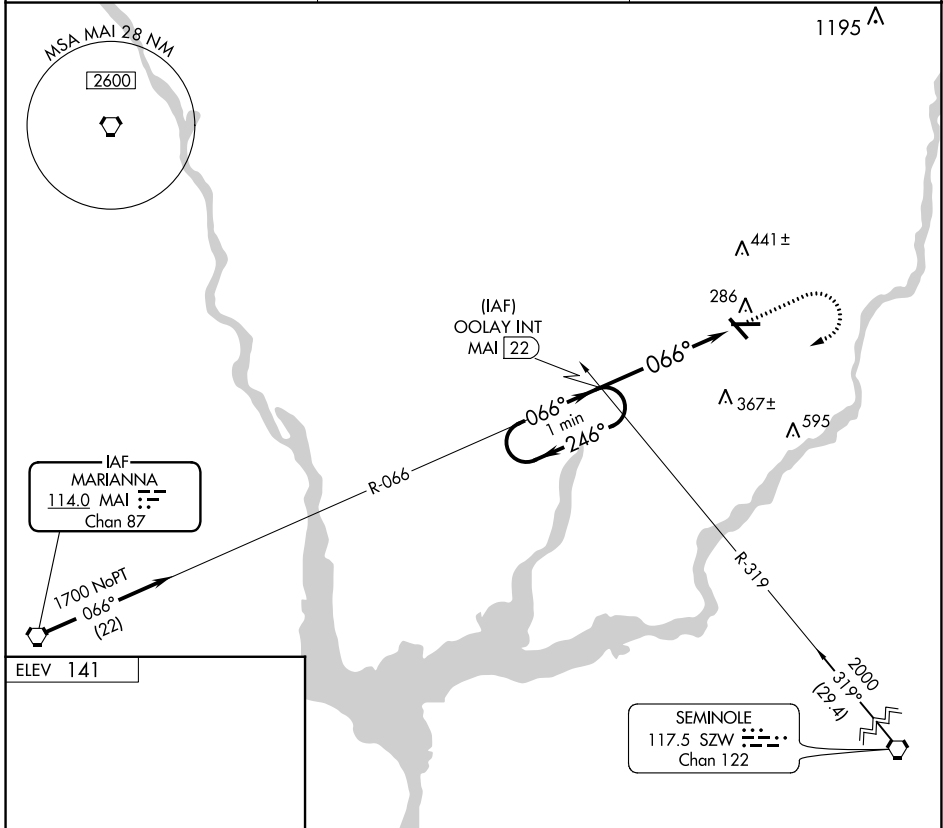 1195
MSA MAI 28 NM
2600
441±
286
(IAF)
OOLAY INT
MAI 22
066°
066°
1 min
246°
367±
595
R-066
IAF
MARIANNA
114.0 MAI
Chan 87
1700 NoPT
066°
(22)
R-319
2000
319°
(29.4)
ELEV 141
SEMINOLE
117.5 SZW
Chan 122